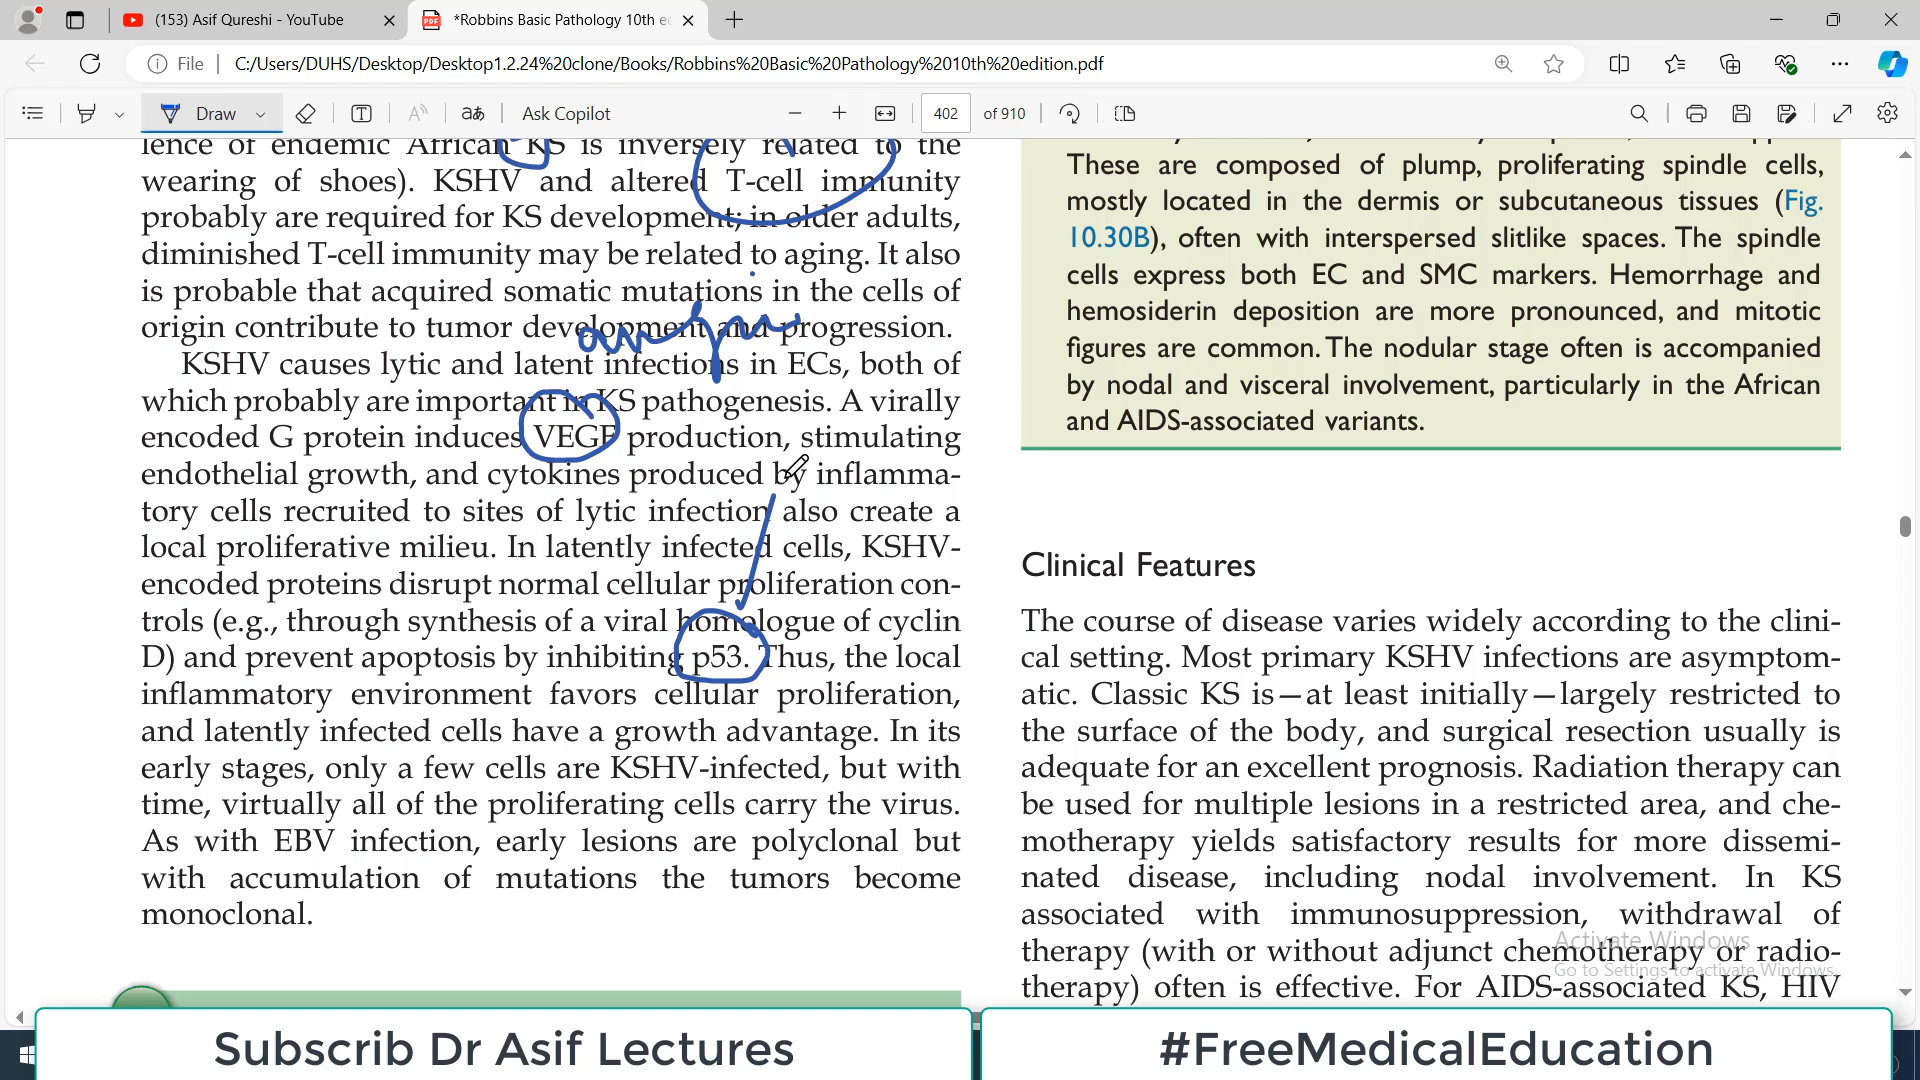 (153) Asif Qureshi - YouTube
*Robbins Basic Pathology 10th e
File
C:/Users/DUHS/Desktop/Desktop1.2.24%20clone/Books/Robbins%20Basic%20Pathology%2010th%20edition.pdf
Draw
Ask Copilot
402 of 910
lence of endemic African KS is inversely related to the
wearing of shoes). KSHV and altered T-cell immunity
probably are required for KS development; in older adults,
diminished T-cell immunity may be related to aging. It also
is probable that acquired somatic mutations in the cells of
origin contribute to tumor development and progression.
KSHV causes lytic and latent infections in ECs, both of
which probably are important in KS pathogenesis. A virally
encoded G protein induces VEGF production, stimulating
endothelial growth, and cytokines produced by inflamma-
tory cells recruited to sites of lytic infection also create a
local proliferative milieu. In latently infected cells, KSHV-
encoded proteins disrupt normal cellular proliferation con-
trols (e.g., through synthesis of a viral homologue of cyclin
D) and prevent apoptosis by inhibiting p53. Thus, the local
inflammatory environment favors cellular proliferation,
and latently infected cells have a growth advantage. In its
early stages, only a few cells are KSHV-infected, but with
time, virtually all of the proliferating cells carry the virus.
As with EBV infection, early lesions are polyclonal but
with accumulation of mutations the tumors become
monoclonal.
These are composed of plump, proliferating spindle cells,
mostly located in the dermis or subcutaneous tissues (Fig.
10.30B), often with interspersed slitlike spaces. The spindle
cells express both EC and SMC markers. Hemorrhage and
hemosiderin deposition are more pronounced, and mitotic
figures are common. The nodular stage often is accompanied
by nodal and visceral involvement, particularly in the African
and AIDS-associated variants.
Clinical Features
The course of disease varies widely according to the clini-
cal setting. Most primary KSHV infections are asymptom-
atic. Classic KS is—at least initially—largely restricted to
the surface of the body, and surgical resection usually is
adequate for an excellent prognosis. Radiation therapy can
be used for multiple lesions in a restricted area, and che-
motherapy yields satisfactory results for more dissemi-
nated disease, including nodal involvement. In KS
associated with immunosuppression, withdrawal of
therapy (with or without adjunct chemotherapy or radio-
therapy) often is effective. For AIDS-associated KS, HIV
Activate Windows
Go to Settings to activate Windows.
Subscrib Dr Asif Lectures
#FreeMedicalEducation